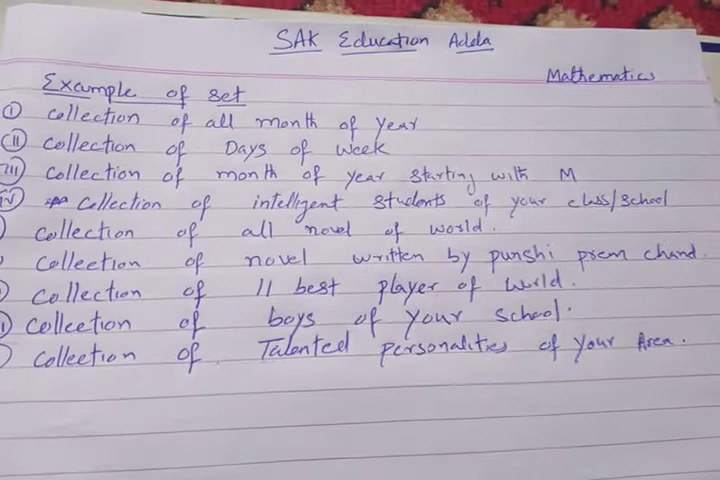 SAK Education Adda
Mathematics
Example of set
(i) collection of all month of year
(ii) collection of Days of week
(iii) collection of month of year starting with M
(iv) collection of intelligent students of your class/school
collection of all novel of world.
collection of novel written by punshi prem chand.
collection of 11 best player of world.
collection of boys of your school.
collection of Talented personalities of your Area.